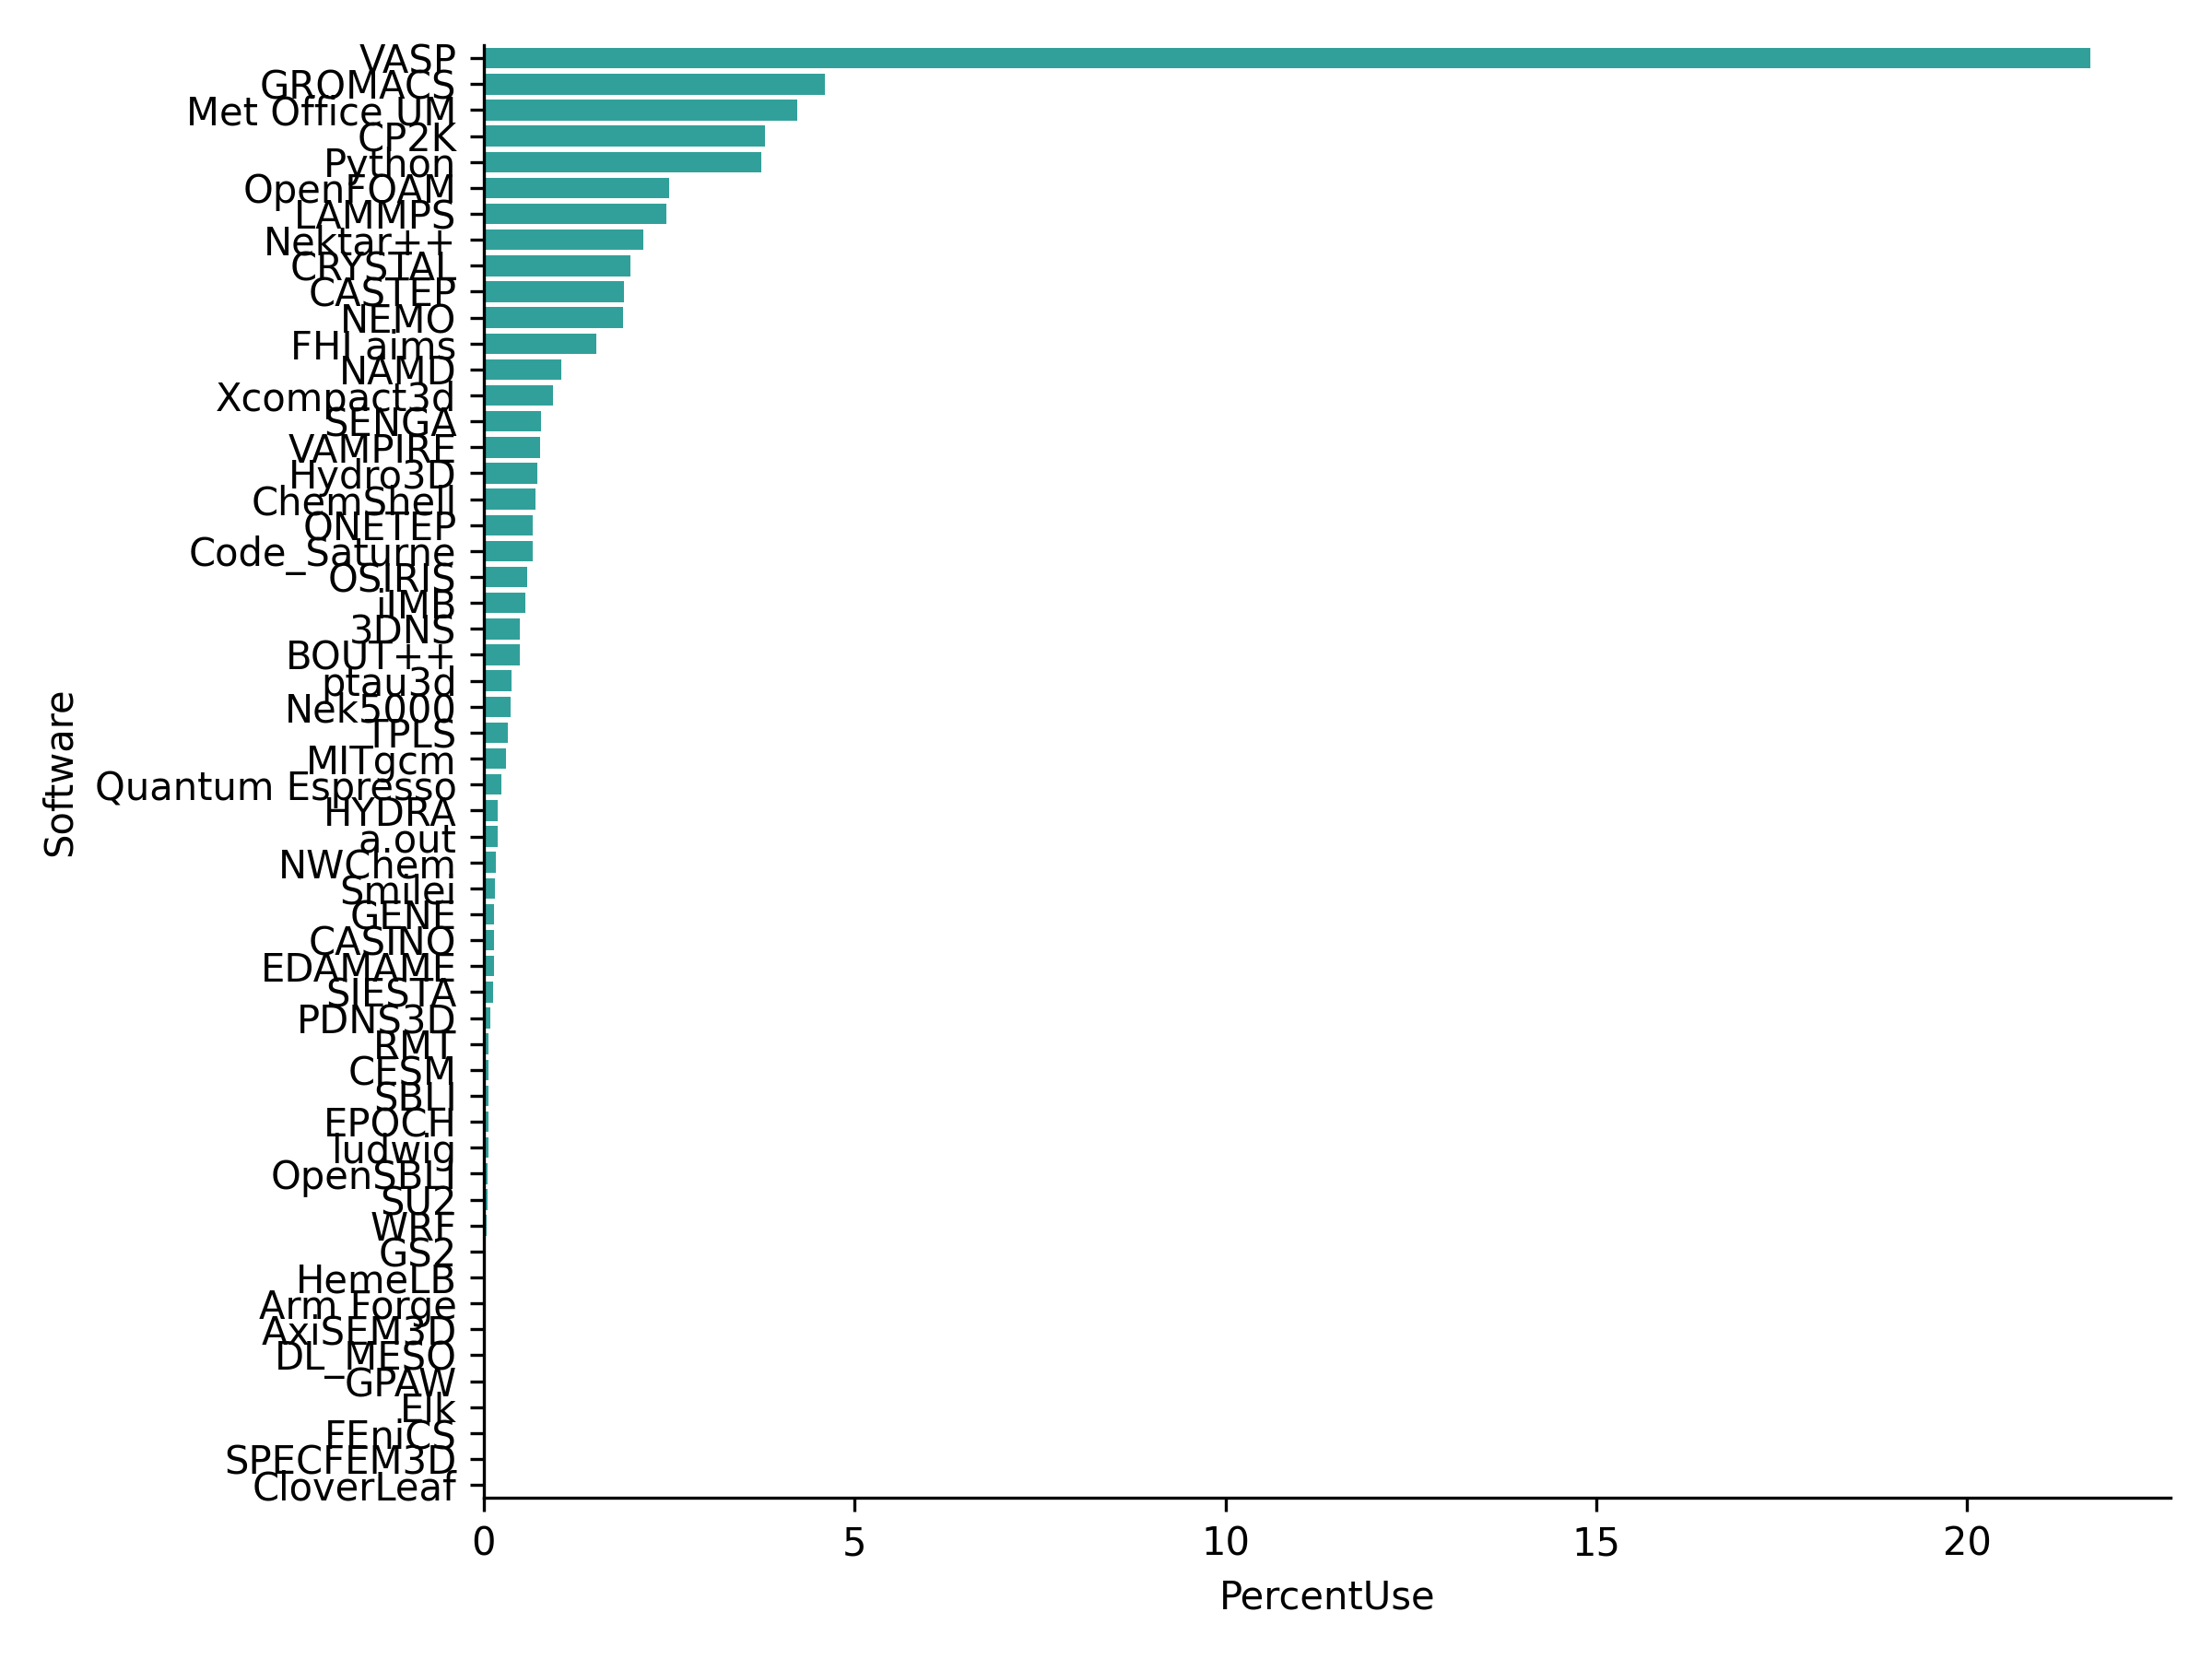 VASP
GROMACS
Met Office UM
CP2K
Python
OpenFOAM
LAMMPS
Nektar++
CRYSTAL
CASTEP
NEMO
FHI aims
NAMD
Xcompact3d
SENGA
VAMPIRE
Hydro3D
ChemShell
ONETEP
Code_Saturne
OSIRIS
iIMB
3DNS
BOUT++
ptau3d
Nek5000
TPLS
MITgcm
Quantum Espresso
HYDRA
a.out
NWChem
Smilei
GENE
CASINO
EDAMAME
SIESTA
PDNS3D
RMT
CESM
SBLI
EPOCH
ludwig
OpenSBLI
SU2
WRF
GS2
HemeLB
Arm Forge
AxiSEM3D
DL_MESO
GPAW
Elk
FEniCS
SPECFEM3D
CloverLeaf
Software
0 5 10 15 20
PercentUse